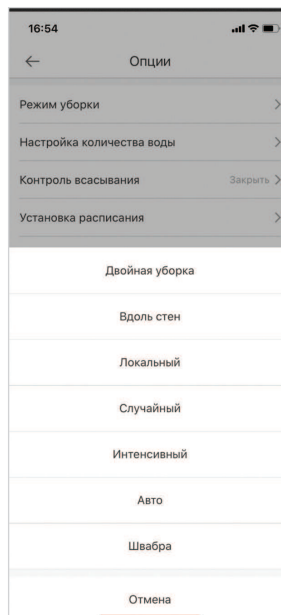 16:54
Опции
Режим уборки
Настройка количества воды
Контроль всасывания Закрыть
Установка расписания
Двойная уборка
Вдоль стен
Локальный
Случайный
Интенсивный
Авто
Швабра
Отмена